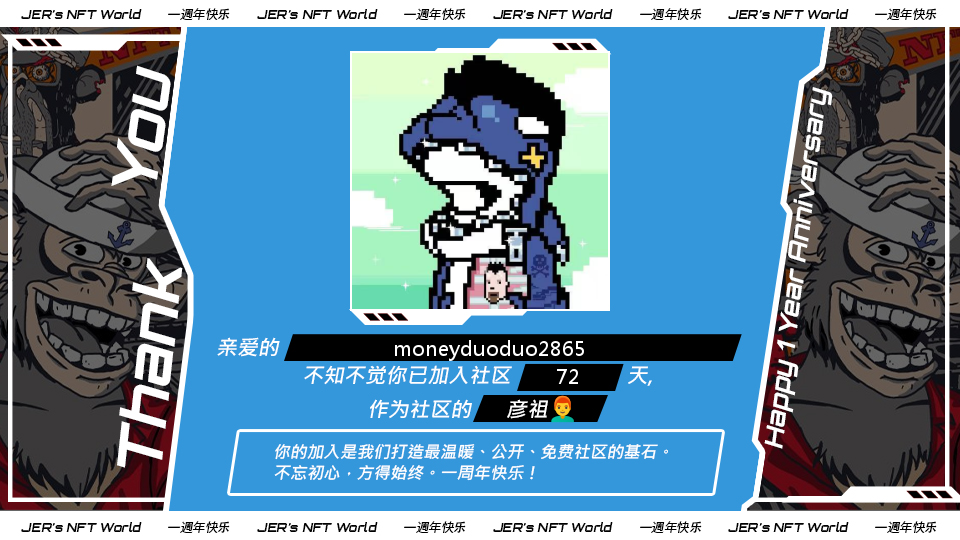 JER's NFT World 一週年快乐 JER's NFT World 一週年快乐 JER's NFT World 一週年快乐 JER's NFT World 一週年快乐
Thank You
亲爱的 moneyduoduo2865
不知不觉你已加入社区 72 天,
作为社区的 彦祖👨‍🦰
你的加入是我们打造最温暖、公开、免费社区的基石。
不忘初心，方得始终。一周年快乐！
Happy 1 Year Anniversary
JER's NFT World 一週年快乐 JER's NFT World 一週年快乐 JER's NFT World 一週年快乐 JER's NFT World 一週年快乐